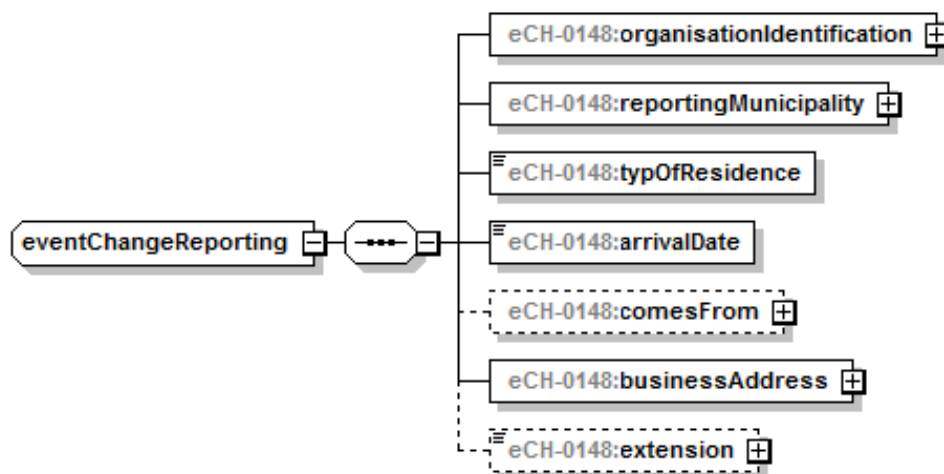 eCH-0148:organisationIdentification
eCH-0148:reportingMunicipality
eCH-0148:typOfResidence
eventChangeReporting
eCH-0148:arrivalDate
eCH-0148:comesFrom
eCH-0148:businessAddress
eCH-0148:extension